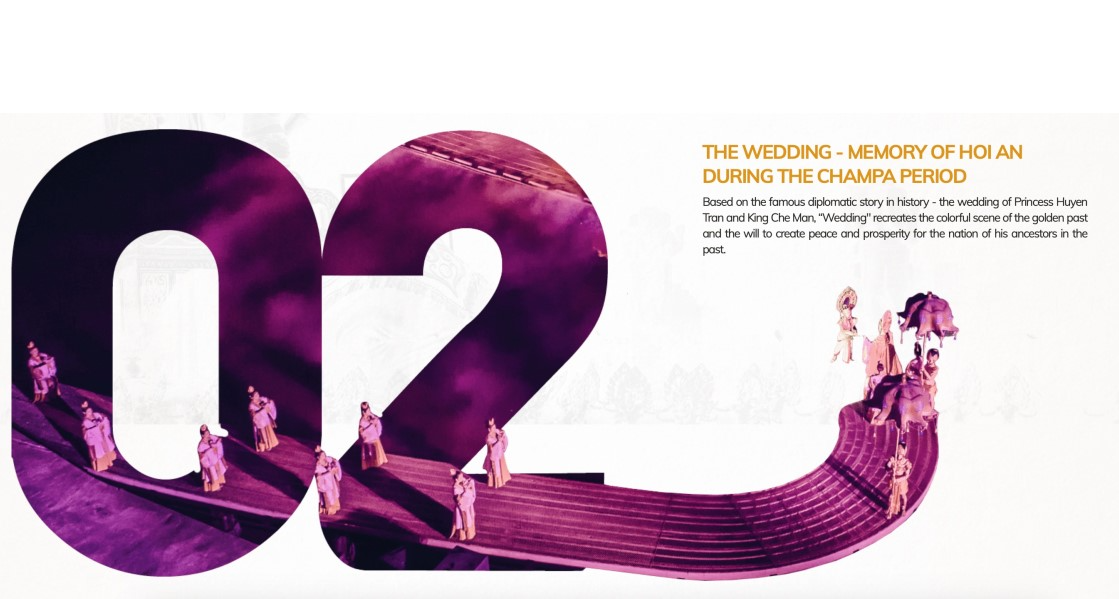 02
THE WEDDING - MEMORY OF HOI AN
DURING THE CHAMPA PERIOD
Based on the famous diplomatic story in history - the wedding of Princess Huyen
Tran and King Che Man, “Wedding" recreates the colorful scene of the golden past
and the will to create peace and prosperity for the nation of his ancestors in the
past.